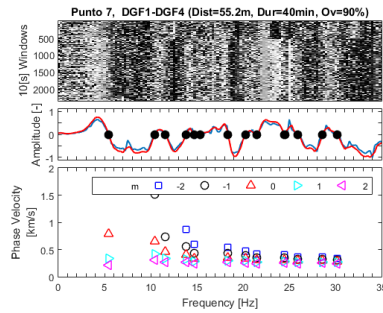 Punto 7, DGF1-DGF4 (Dist=55.2m, Dur=40min, Ov=90%)
10[s] Windows
500
1000
1500
2000
Amplitude [-]
1
0
-1
Phase Velocity
[km/s]
1.5
1
0.5
0
m -2 -1 0 1 2
0 5 10 15 20 25 30 35
Frequency [Hz]